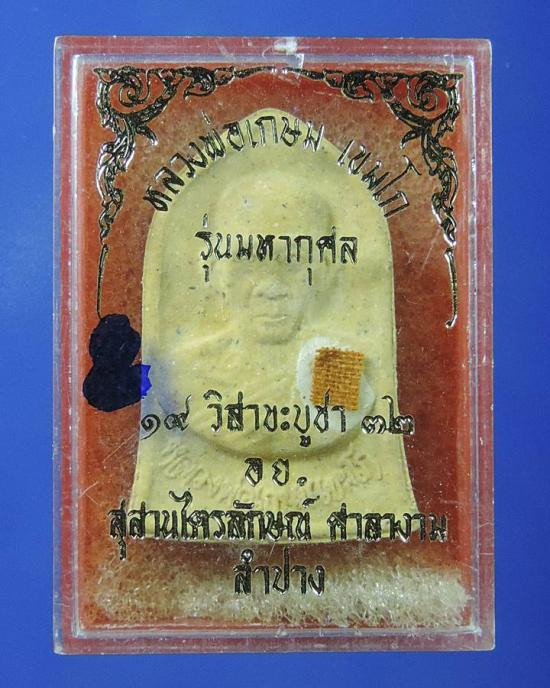 หลวงพ่อเกษม เขมโก
รุ่นมหากุศล
๑๙ วิสาขะบูชา ๓๒
อ ย.
สุสานไตรลักษณ์ ศาลางาม
ลำปาง